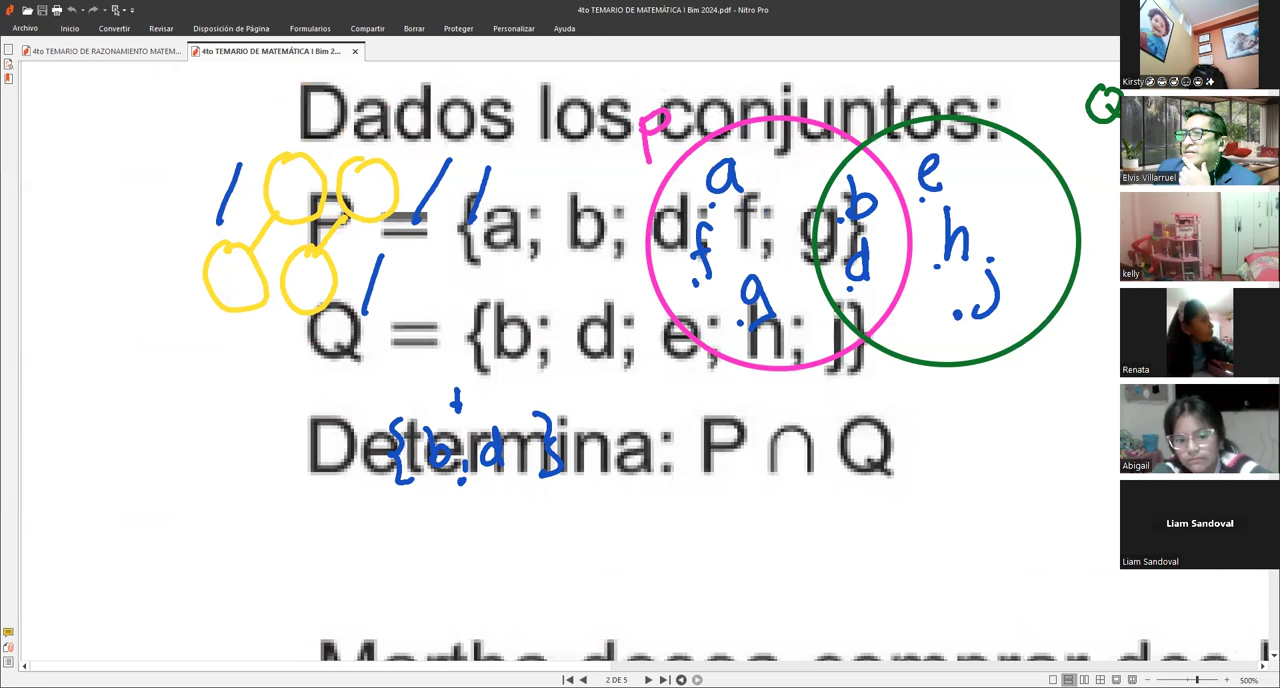 4to TEMARIO DE MATEMÁTICA I Bim 2024.pdf - Nitro Pro
Archivo Inicio Convertir Revisar Disposición de Página Formularios Compartir Borrar Proteger Personalizar Ayuda
4to TEMARIO DE RAZONAMIENTO MATEM... 4to TEMARIO DE MATEMÁTICA I Bim 2...
Dados los conjuntos:
P
Q
P = {a; b; d; f; g}
a
f
g
b
d
e
h
j
Q = {b; d; e; h; j}
Determina: P ∩ Q
{b; d}
2 DE 5
500%
Kirsty
Elvis Villarruel
kelly
Renata
Abigail
Liam Sandoval
Liam Sandoval